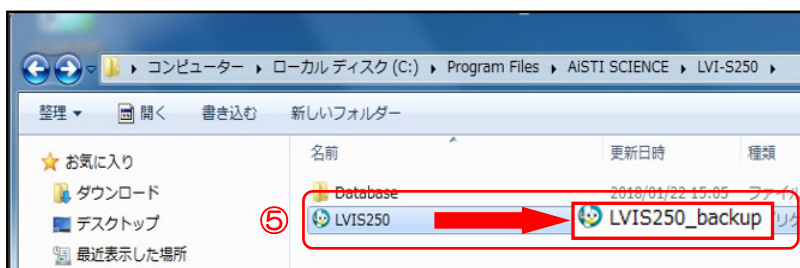 コンピューター ▸ ローカル ディスク (C:) ▸ Program Files ▸ AiSTI SCIENCE ▸ LVI-S250 ▸
整理 ▼ 開く 書き込む 新しいフォルダー
名前 更新日時 種類
お気に入り
ダウンロード Database 2018/01/22 15:05 ファイル
デスクトップ ⑤ LVIS250 LVIS250_backup
最近表示した場所